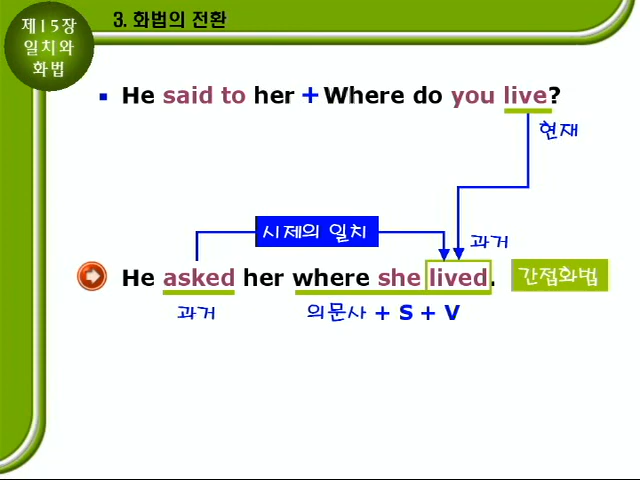 제15장
일치와
화법
3. 화법의 전환
▪ He said to her + Where do you live?
현재
시제의 일치
과거
He asked her where she lived. 간접화법
과거 의문사 + S + V